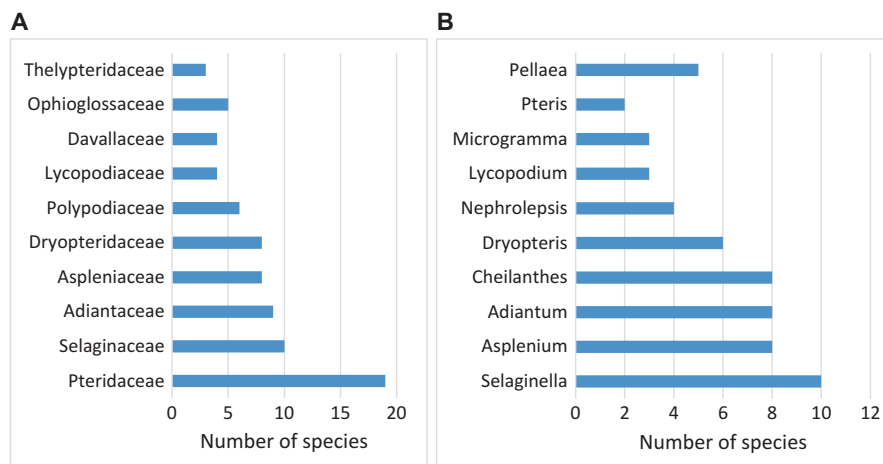 A
Thelypteridaceae
Ophioglossaceae
Davallaceae
Lycopodiaceae
Polypodiaceae
Dryopteridaceae
Aspleniaceae
Adiantaceae
Selaginaceae
Pteridaceae
0 5 10 15 20
Number of species
B
Pellaea
Pteris
Microgramma
Lycopodium
Nephrolepsis
Dryopteris
Cheilanthes
Adiantum
Asplenium
Selaginella
0 2 4 6 8 10 12
Number of species